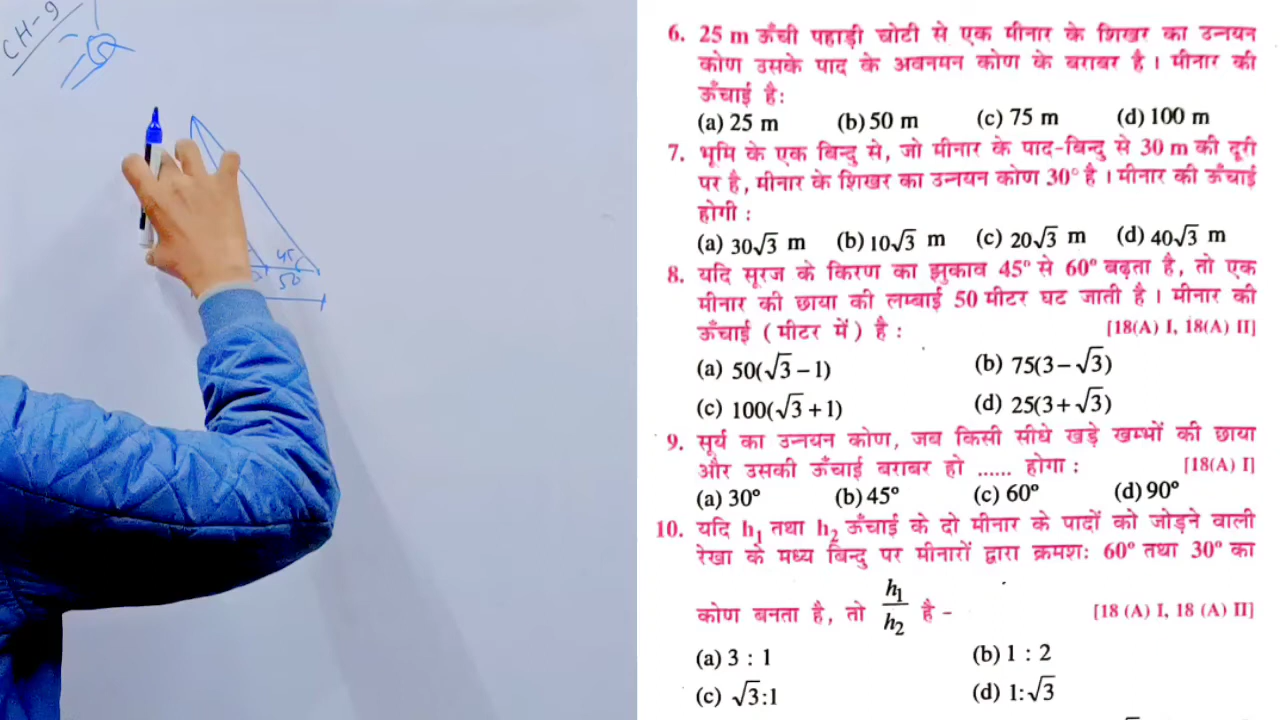 CH-9
45
50
6. 25 m ऊँची पहाड़ी चोटी से एक मीनार के शिखर का उन्नयन
कोण उसके पाद के अवनमन कोण के बराबर है । मीनार की
ऊँचाई है:
(a) 25 m (b) 50 m (c) 75 m (d) 100 m
7. भूमि के एक बिन्दु से, जो मीनार के पाद-बिन्दु से 30 m की दूरी
पर है, मीनार के शिखर का उन्नयन कोण 30° है । मीनार की ऊँचाई
होगी :
(a) 30√3 m (b) 10√3 m (c) 20√3 m (d) 40√3 m
8. यदि सूरज के किरण का झुकाव 45° से 60° बढ़ता है, तो एक
मीनार की छाया की लम्बाई 50 मीटर घट जाती है । मीनार की
ऊँचाई ( मीटर में ) है : [18(A) I, 18(A) II]
(a) 50(√3 – 1) (b) 75(3 – √3)
(c) 100(√3 + 1) (d) 25(3 + √3)
9. सूर्य का उन्नयन कोण, जब किसी सीधे खड़े खम्भों की छाया
और उसकी ऊँचाई बराबर हो ...... होगा : [18(A) I]
(a) 30° (b) 45° (c) 60° (d) 90°
10. यदि h₁ तथा h₂ ऊँचाई के दो मीनार के पादों को जोड़ने वाली
रेखा के मध्य बिन्दु पर मीनारों द्वारा क्रमशः 60° तथा 30° का
कोण बनता है, तो h₁/h₂ है – [18 (A) I, 18 (A) II]
(a) 3 : 1 (b) 1 : 2
(c) √3:1 (d) 1:√3